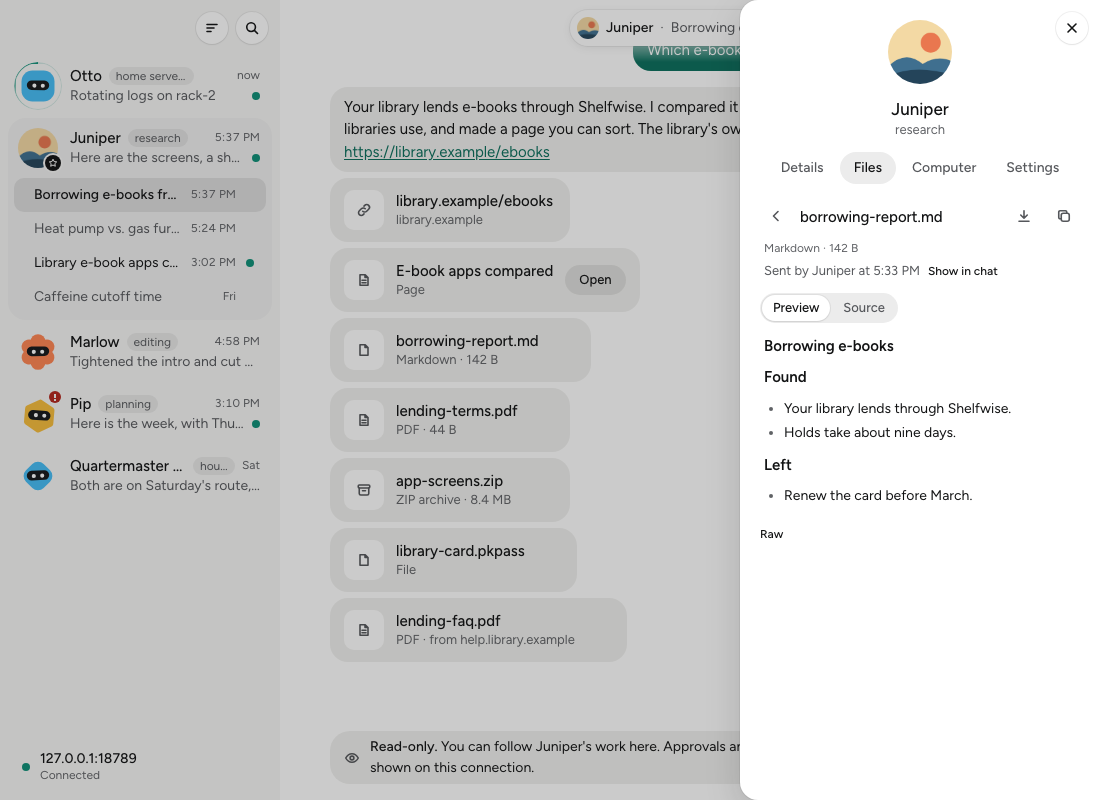 Otto
home serve...
now
Rotating logs on rack-2
Juniper
research
5:37 PM
Here are the screens, a sh...
Borrowing e-books fr...
5:37 PM
Heat pump vs. gas fur...
5:24 PM
Library e-book apps c...
3:02 PM
Caffeine cutoff time
Fri
Marlow
editing
4:58 PM
Tightened the intro and cut ...
Pip
planning
3:10 PM
Here is the week, with Thu...
Quartermaster ...
hou...
Sat
Both are on Saturday's route,...
127.0.0.1:18789
Connected
Juniper · Borrowing
Which e-book
Your library lends e-books through Shelfwise. I compared it
libraries use, and made a page you can sort. The library's ow
https://library.example/ebooks
library.example/ebooks
library.example
E-book apps compared
Page
Open
borrowing-report.md
Markdown · 142 B
lending-terms.pdf
PDF · 44 B
app-screens.zip
ZIP archive · 8.4 MB
library-card.pkpass
File
lending-faq.pdf
PDF · from help.library.example
Read-only. You can follow Juniper's work here. Approvals ar
shown on this connection.
Juniper
research
Details
Files
Computer
Settings
borrowing-report.md
Markdown · 142 B
Sent by Juniper at 5:33 PM Show in chat
Preview
Source
Borrowing e-books
Found
• Your library lends through Shelfwise.
• Holds take about nine days.
Left
• Renew the card before March.
Raw